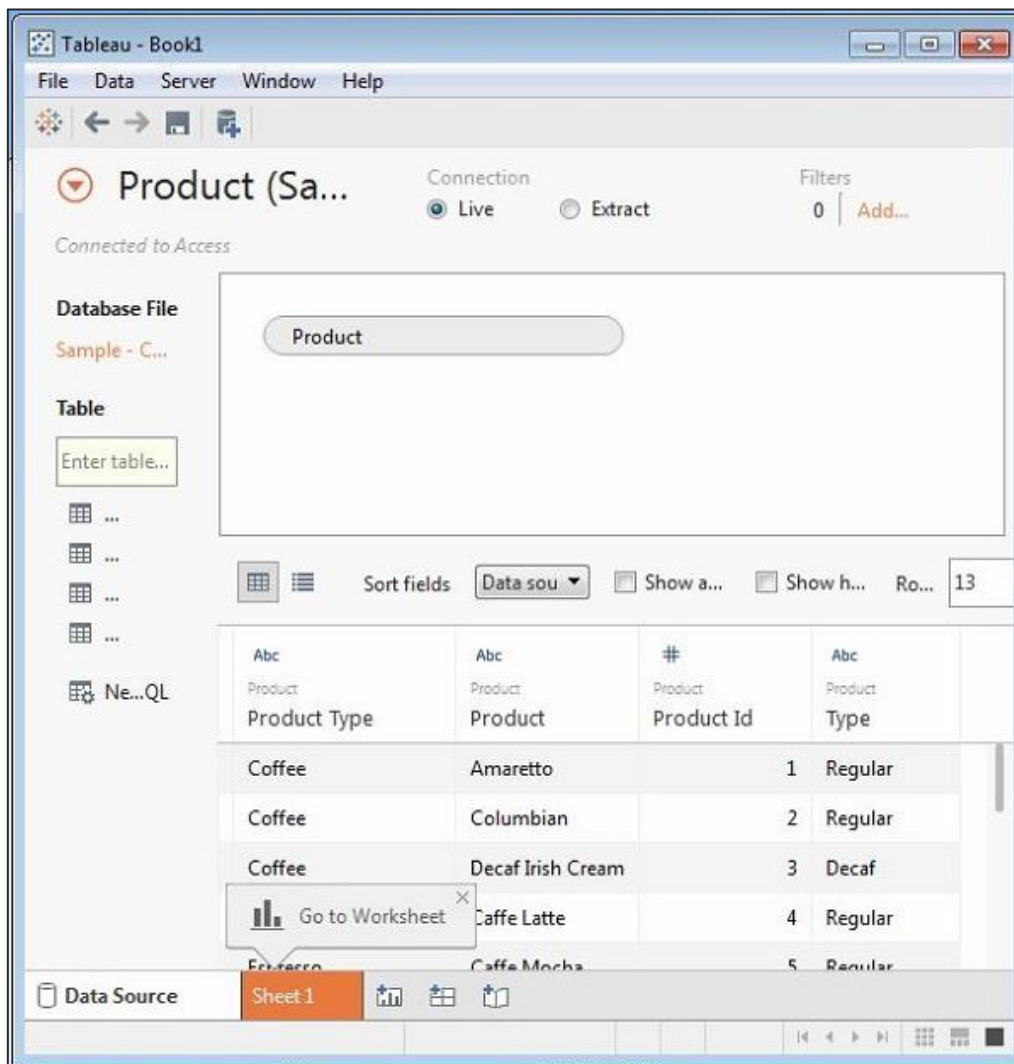 Tableau - Book1
File Data Server Window Help
Product (Sa...
Connection
Live Extract
Filters
0 Add...
Connected to Access
Database File
Sample - C...
Table
Enter table...
...
...
...
...
Ne...QL
Product
Sort fields Data sou Show a... Show h... Ro... 13
Abc Abc # Abc
Product Product Product Product
Product Type Product Product Id Type
Coffee Amaretto 1 Regular
Coffee Columbian 2 Regular
Coffee Decaf Irish Cream 3 Decaf
Go to Worksheet
Caffe Latte 4 Regular
Espresso Caffe Mocha 5 Regular
Data Source Sheet 1